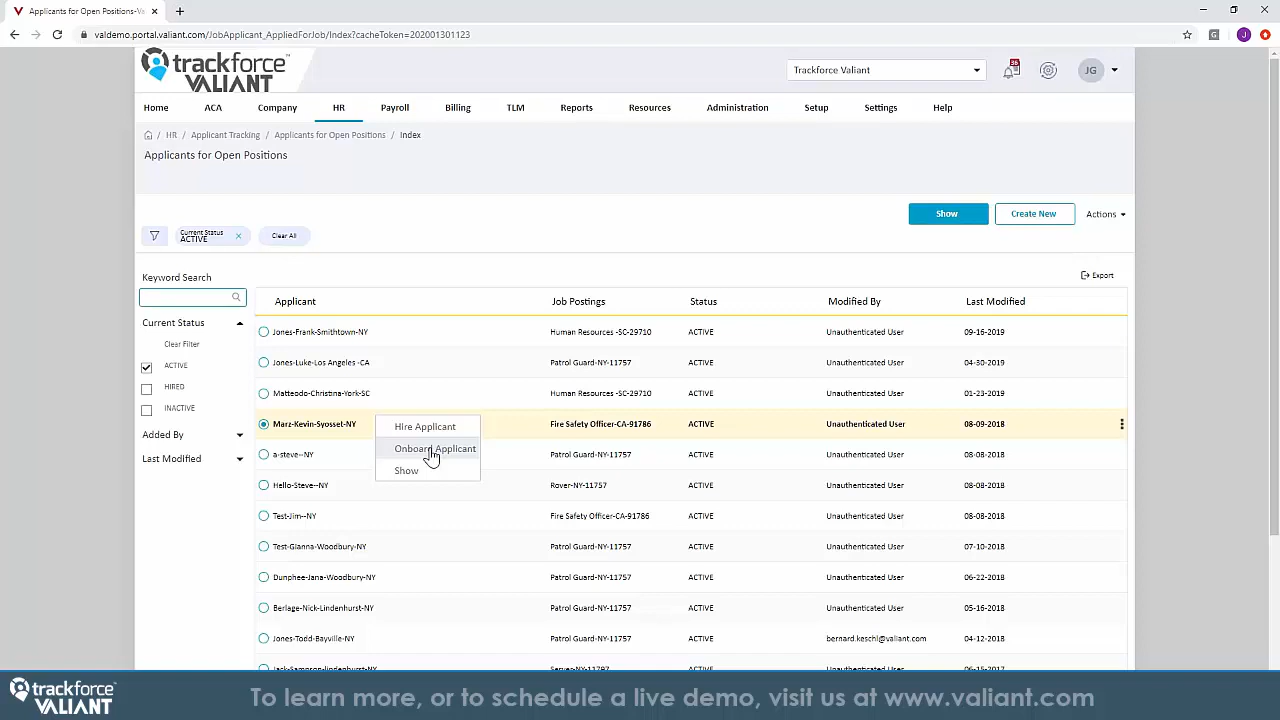 Applicants for Open Positions-Va
valdemo.portal.valiant.com/JobApplicant_AppliedForJob/Index?cacheToken=202001301123
G
J
trackforce™
VALIANT
Trackforce Valiant
36
JG
Home ACA Company HR Payroll Billing TLM Reports Resources Administration Setup Settings Help
HR / Applicant Tracking / Applicants for Open Positions / Index
Applicants for Open Positions
Show Create New Actions
Current Status
ACTIVE
Clear All
Keyword Search
Export
Applicant Job Postings Status Modified By Last Modified
Current Status
Clear Filter
ACTIVE
HIRED
INACTIVE
Added By
Last Modified
Jones-Frank-Smithtown-NY Human Resources -SC-29710 ACTIVE Unauthenticated User 09-16-2019
Jones-Luke-Los Angeles -CA Patrol Guard-NY-11757 ACTIVE Unauthenticated User 04-30-2019
Matteodo-Christina-York-SC Human Resources -SC-29710 ACTIVE Unauthenticated User 01-23-2019
Marz-Kevin-Syosset-NY Fire Safety Officer-CA-91786 ACTIVE Unauthenticated User 08-09-2018
Hire Applicant
Onboard Applicant
Show
a-steve--NY Patrol Guard-NY-11757 ACTIVE Unauthenticated User 08-08-2018
Hello-Steve--NY Rover-NY-11757 ACTIVE Unauthenticated User 08-08-2018
Test-Jim--NY Fire Safety Officer-CA-91786 ACTIVE Unauthenticated User 08-08-2018
Test-Gianna-Woodbury-NY Patrol Guard-NY-11757 ACTIVE Unauthenticated User 07-10-2018
Dunphee-Jana-Woodbury-NY Patrol Guard-NY-11757 ACTIVE Unauthenticated User 06-22-2018
Berlage-Nick-Lindenhurst-NY Patrol Guard-NY-11757 ACTIVE Unauthenticated User 05-16-2018
Jones-Todd-Bayville-NY Patrol Guard-NY-11757 ACTIVE bernard.keschl@valiant.com 04-12-2018
Jack-Sampson-lindenhurst-NY Server-NY-11797 ACTIVE Unauthenticated User 06-15-2017
trackforce™
VALIANT
To learn more, or to schedule a live demo, visit us at www.valiant.com